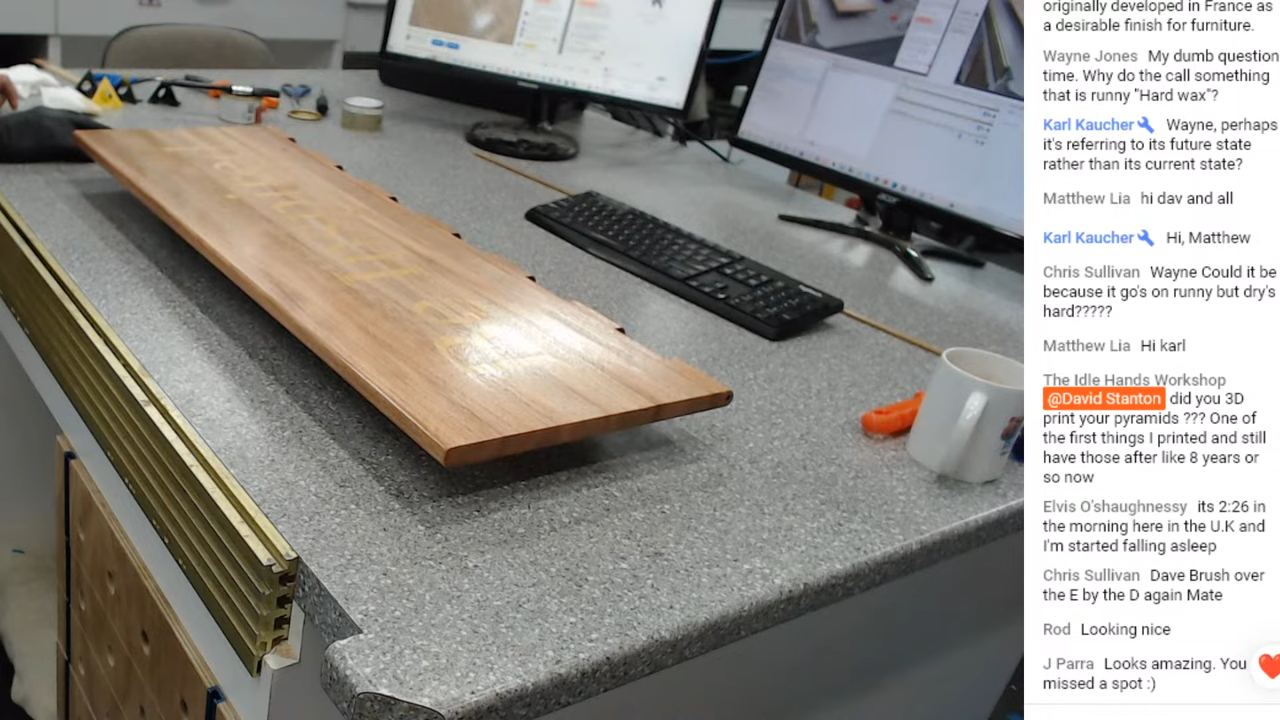 originally developed in France as
a desirable finish for furniture.
Wayne Jones My dumb question
time. Why do the call something
that is runny "Hard wax"?
Karl Kaucher Wayne, perhaps
it's referring to its future state
rather than its current state?
Matthew Lia hi dav and all
Karl Kaucher Hi, Matthew
Chris Sullivan Wayne Could it be
because it go's on runny but dry's
hard?????
Matthew Lia Hi karl
The Idle Hands Workshop
@David Stanton did you 3D
print your pyramids ??? One of
the first things I printed and still
have those after like 8 years or
so now
Elvis O'shaughnessy its 2:26 in
the morning here in the U.K and
I'm started falling asleep
Chris Sullivan Dave Brush over
the E by the D again Mate
Rod Looking nice
J Parra Looks amazing. You
missed a spot :)